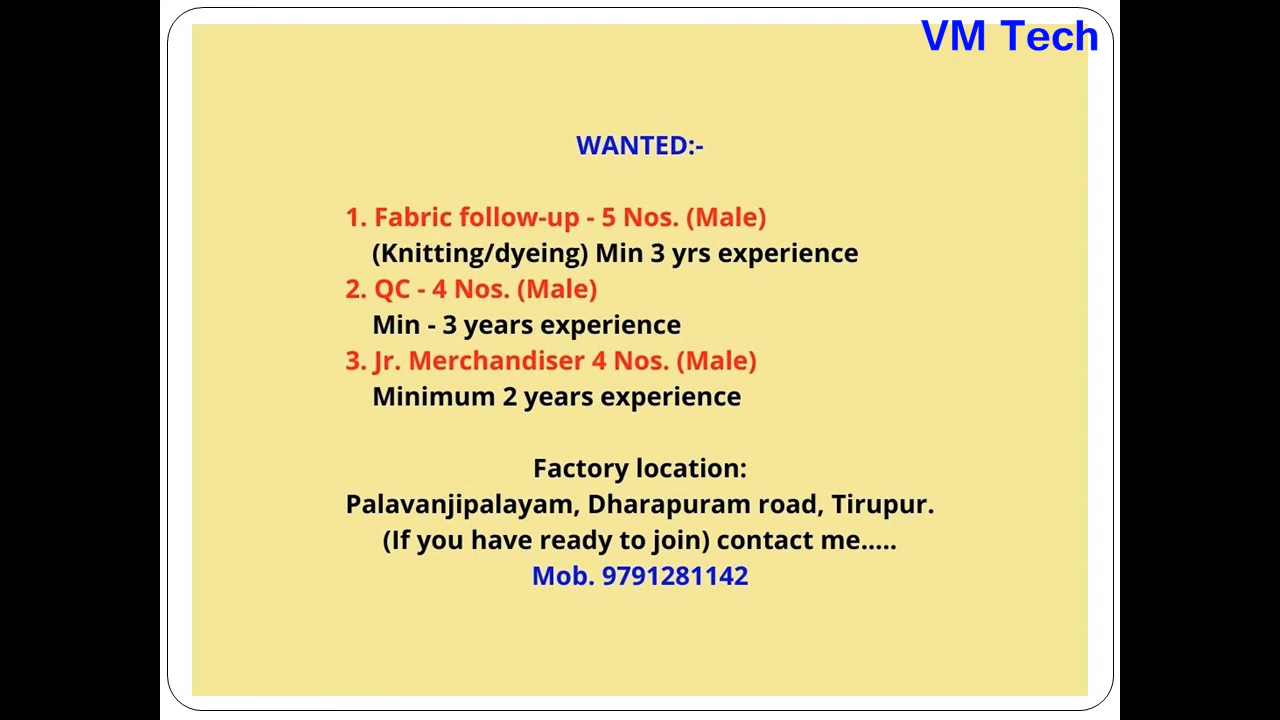 VM Tech
WANTED:-
1. Fabric follow-up - 5 Nos. (Male)
(Knitting/dyeing) Min 3 yrs experience
2. QC - 4 Nos. (Male)
Min - 3 years experience
3. Jr. Merchandiser 4 Nos. (Male)
Minimum 2 years experience
Factory location:
Palavanjipalayam, Dharapuram road, Tirupur.
(If you have ready to join) contact me.....
Mob. 9791281142